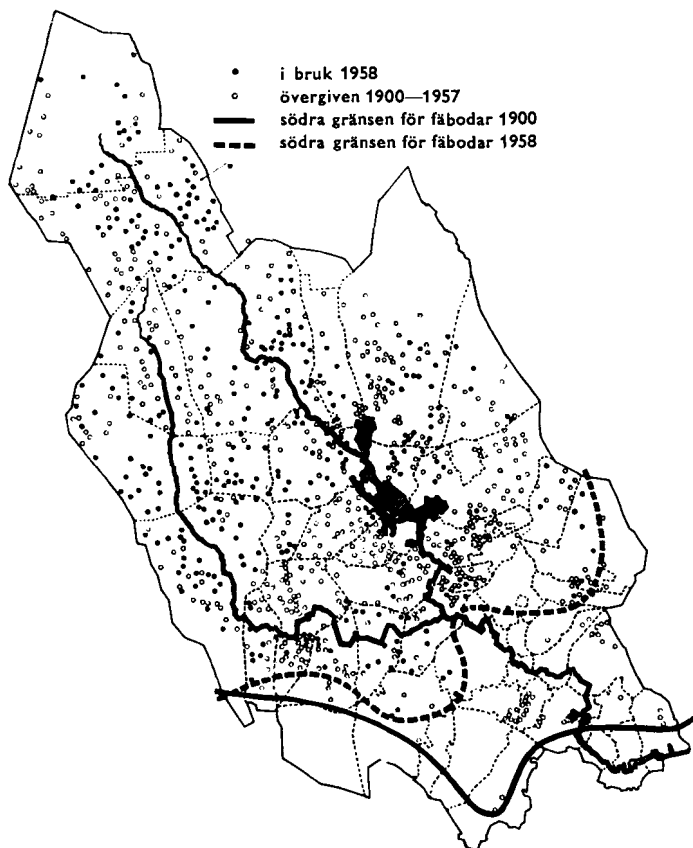 i bruk 1958
övergiven 1900—1957
södra gränsen för fäbodar 1900
södra gränsen för fäbodar 1958